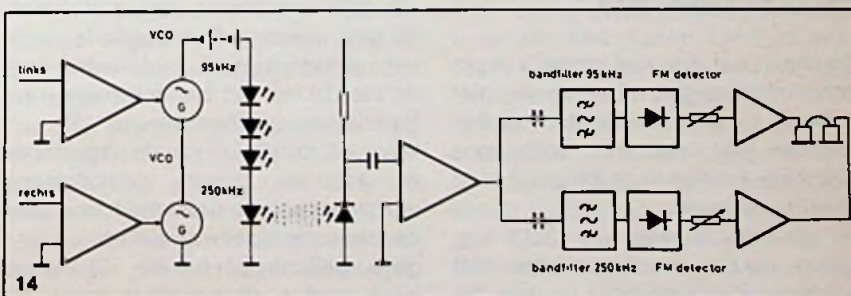 VCO
95kHz
links
G
VCO
rechts
250kHz
G
bandfilter 95kHz FM detector
bandfilter 250kHz FM detector
14